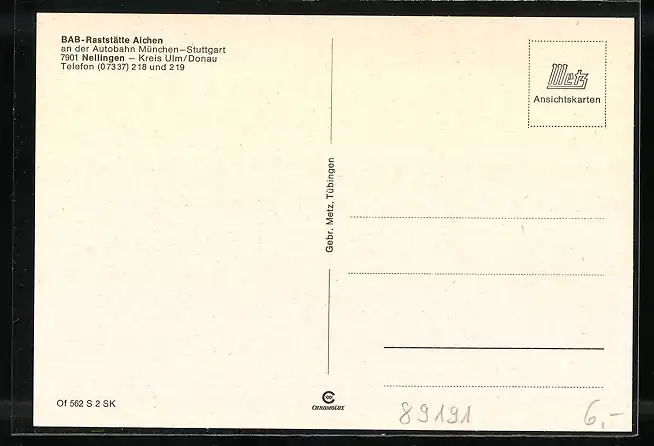 BAB-Raststätte Aichen
an der Autobahn München—Stuttgart
7901 Nellingen — Kreis Ulm/Donau
Telefon (07337) 218 und 219
Metz
Ansichtskarten
Gebr. Metz, Tübingen
Of 562 S 2 SK
CHROMOLUX
89191
6,-